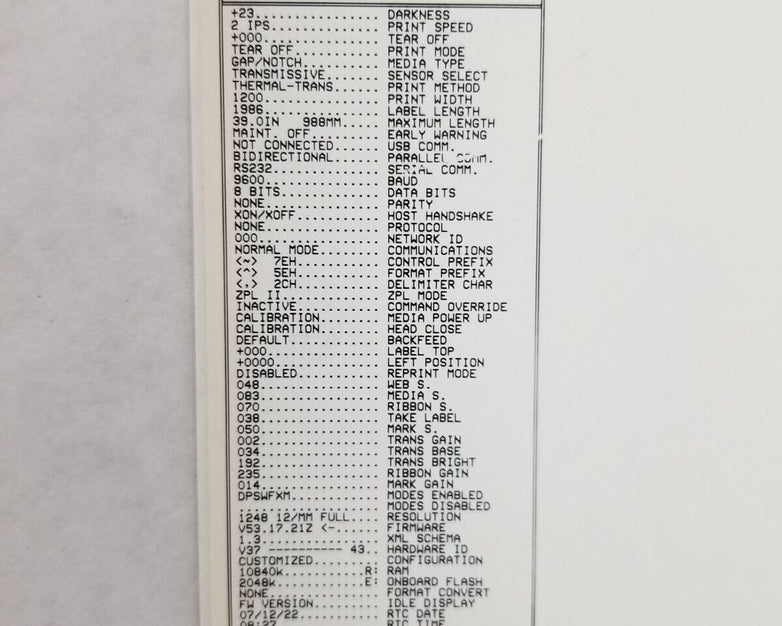 +23................ DARKNESS
2 IPS.............. PRINT SPEED
+000............... TEAR OFF
TEAR OFF........... PRINT MODE
GAP/NOTCH.......... MEDIA TYPE
TRANSMISSIVE....... SENSOR SELECT
THERMAL-TRANS...... PRINT METHOD
1200............... PRINT WIDTH
1986............... LABEL LENGTH
39.0IN   988MM..... MAXIMUM LENGTH
MAINT. OFF......... EARLY WARNING
NOT CONNECTED...... USB COMM.
BIDIRECTIONAL...... PARALLEL COMM.
RS232.............. SERIAL COMM.
9600............... BAUD
8 BITS............. DATA BITS
NONE............... PARITY
XON/XOFF........... HOST HANDSHAKE
NONE............... PROTOCOL
000................ NETWORK ID
NORMAL MODE........ COMMUNICATIONS
<~>  7EH........... CONTROL PREFIX
<^>  5EH........... FORMAT PREFIX
<,>  2CH........... DELIMITER CHAR
ZPL II............. ZPL MODE
INACTIVE........... COMMAND OVERRIDE
CALIBRATION........ MEDIA POWER UP
CALIBRATION........ HEAD CLOSE
DEFAULT............ BACKFEED
+000............... LABEL TOP
+0000.............. LEFT POSITION
DISABLED........... REPRINT MODE
048................ WEB S.
083................ MEDIA S.
070................ RIBBON S.
038................ TAKE LABEL
050................ MARK S.
002................ TRANS GAIN
034................ TRANS BASE
192................ TRANS BRIGHT
235................ RIBBON GAIN
014................ MARK GAIN
DPSWFXM............ MODES ENABLED
................... MODES DISABLED
1248 12/MM FULL.... RESOLUTION
V53.17.21Z <-...... FIRMWARE
1.3................ XML SCHEMA
V37 ---------- 43.. HARDWARE ID
CUSTOMIZED......... CONFIGURATION
10840k...........R: RAM
2048k............E: ONBOARD FLASH
NONE............... FORMAT CONVERT
FW VERSION......... IDLE DISPLAY
07/12/22........... RTC DATE
08:27.............. RTC TIME